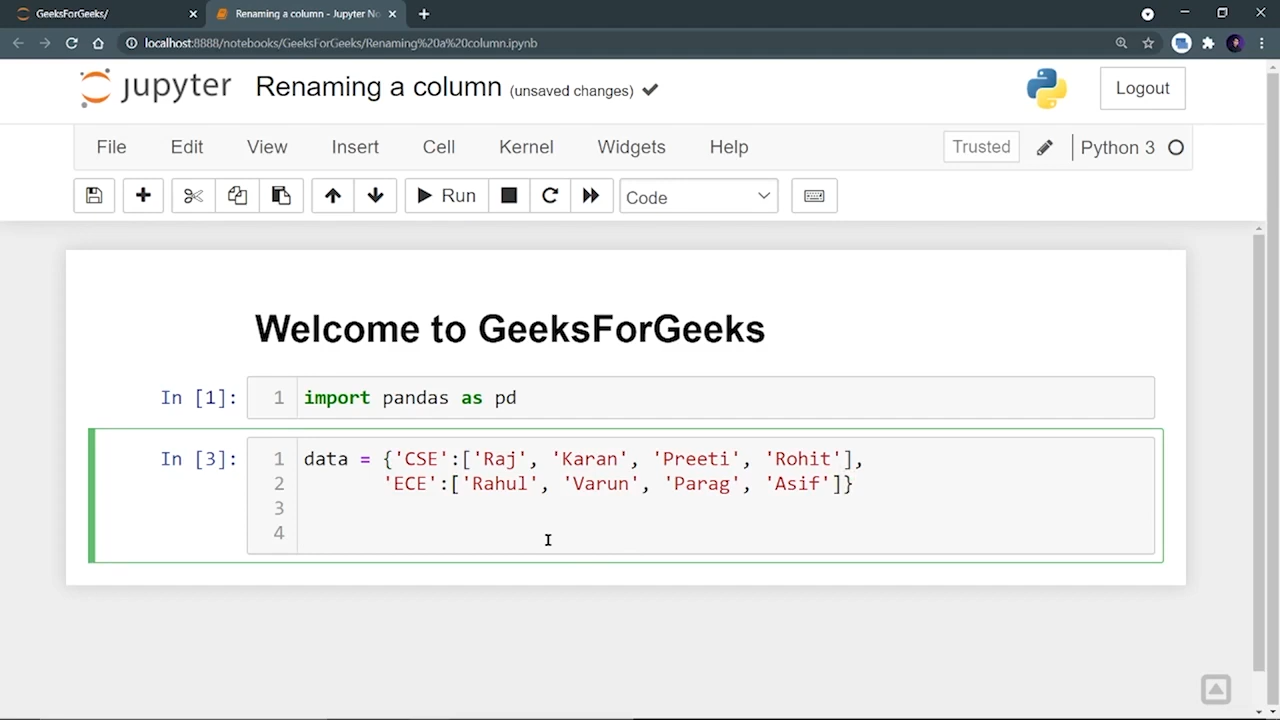 GeeksForGeeks/
Renaming a column - Jupyter No
localhost:8888/notebooks/GeeksForGeeks/Renaming%20a%20column.ipynb
jupyter Renaming a column (unsaved changes)
Logout
File Edit View Insert Cell Kernel Widgets Help Trusted Python 3
Run Code
Welcome to GeeksForGeeks
In [1]: 1 import pandas as pd
In [3]: 1 data = {'CSE':['Raj', 'Karan', 'Preeti', 'Rohit'],
2 'ECE':['Rahul', 'Varun', 'Parag', 'Asif']}
3
4